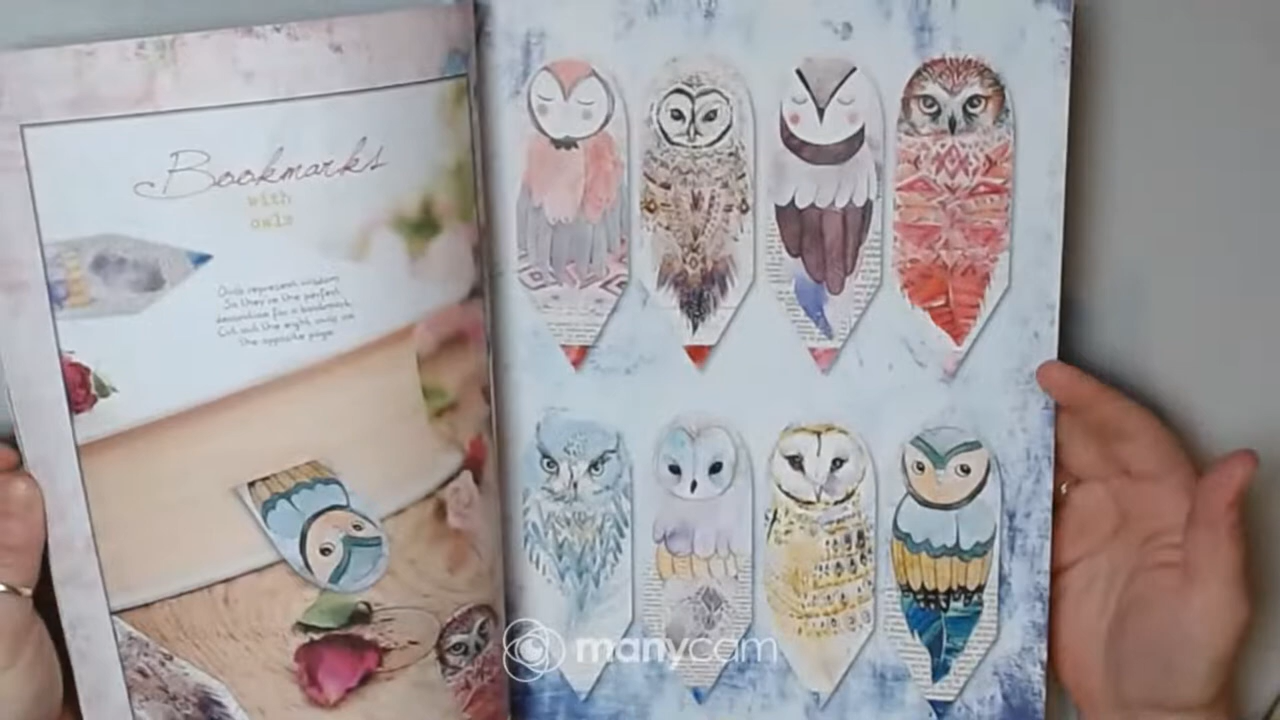 Bookmarks
with
owls
Owls represent wisdom
So they're the perfect
decoration for a bookmark
Cut out the eight owls on
the opposite page
manycam